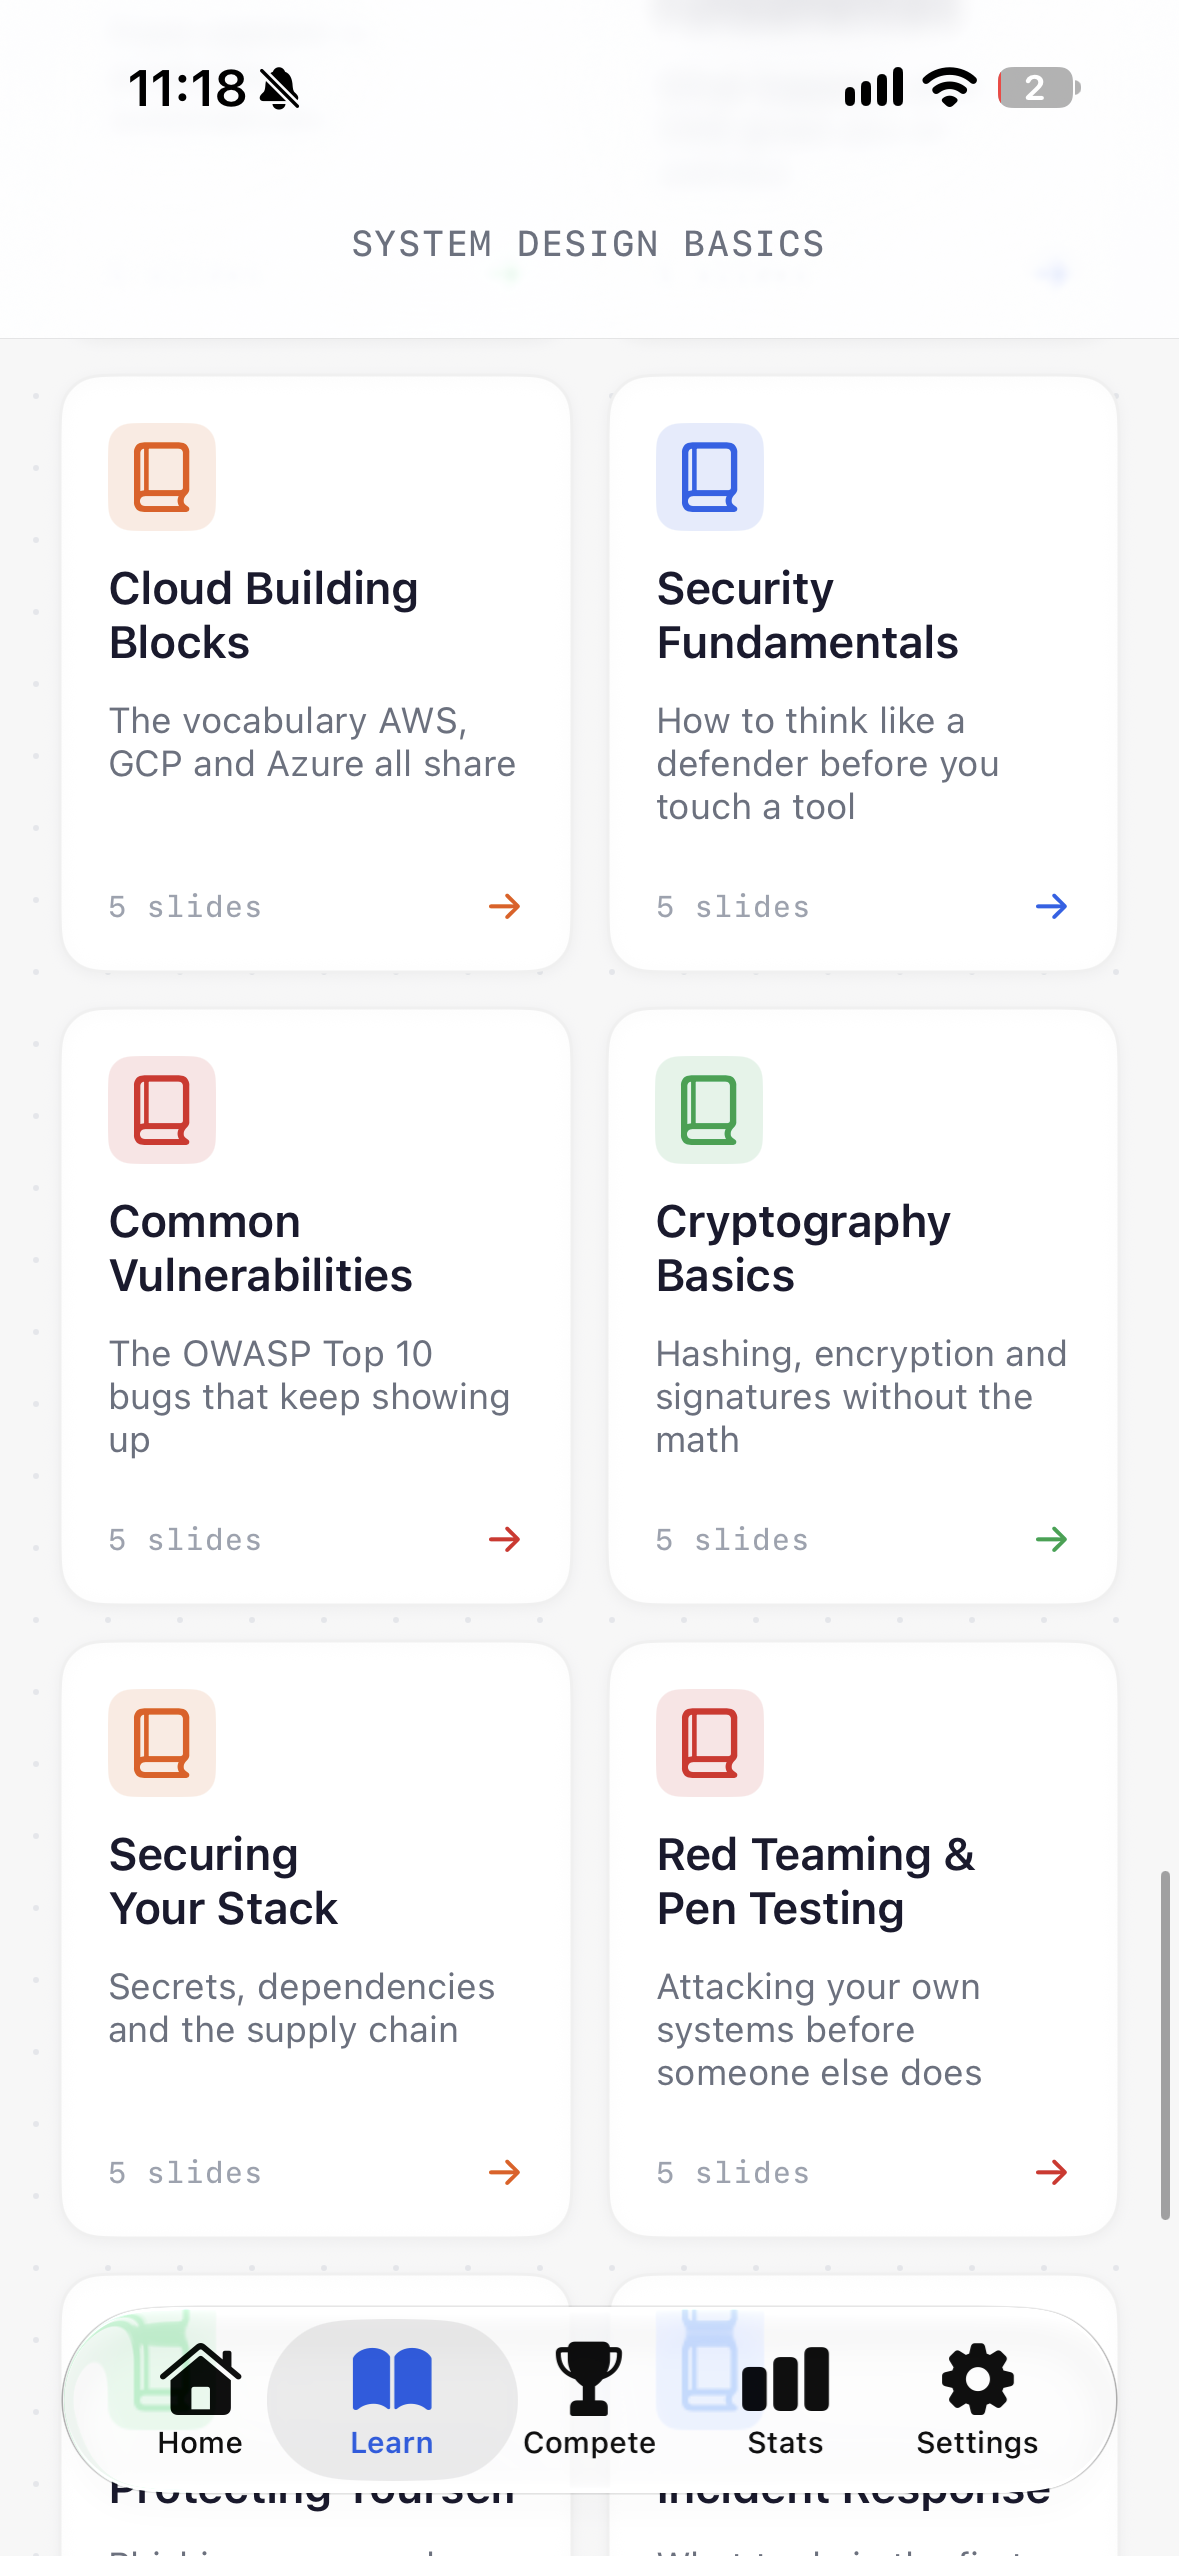 11:18
2
SYSTEM DESIGN BASICS
Cloud Building
Blocks
The vocabulary AWS,
GCP and Azure all share
5 slides
Security
Fundamentals
How to think like a
defender before you
touch a tool
5 slides
Common
Vulnerabilities
The OWASP Top 10
bugs that keep showing
up
5 slides
Cryptography
Basics
Hashing, encryption and
signatures without the
math
5 slides
Securing
Your Stack
Secrets, dependencies
and the supply chain
5 slides
Red Teaming &
Pen Testing
Attacking your own
systems before
someone else does
5 slides
Home
Learn
Compete
Stats
Settings
Protecting Yourself
Incident Response